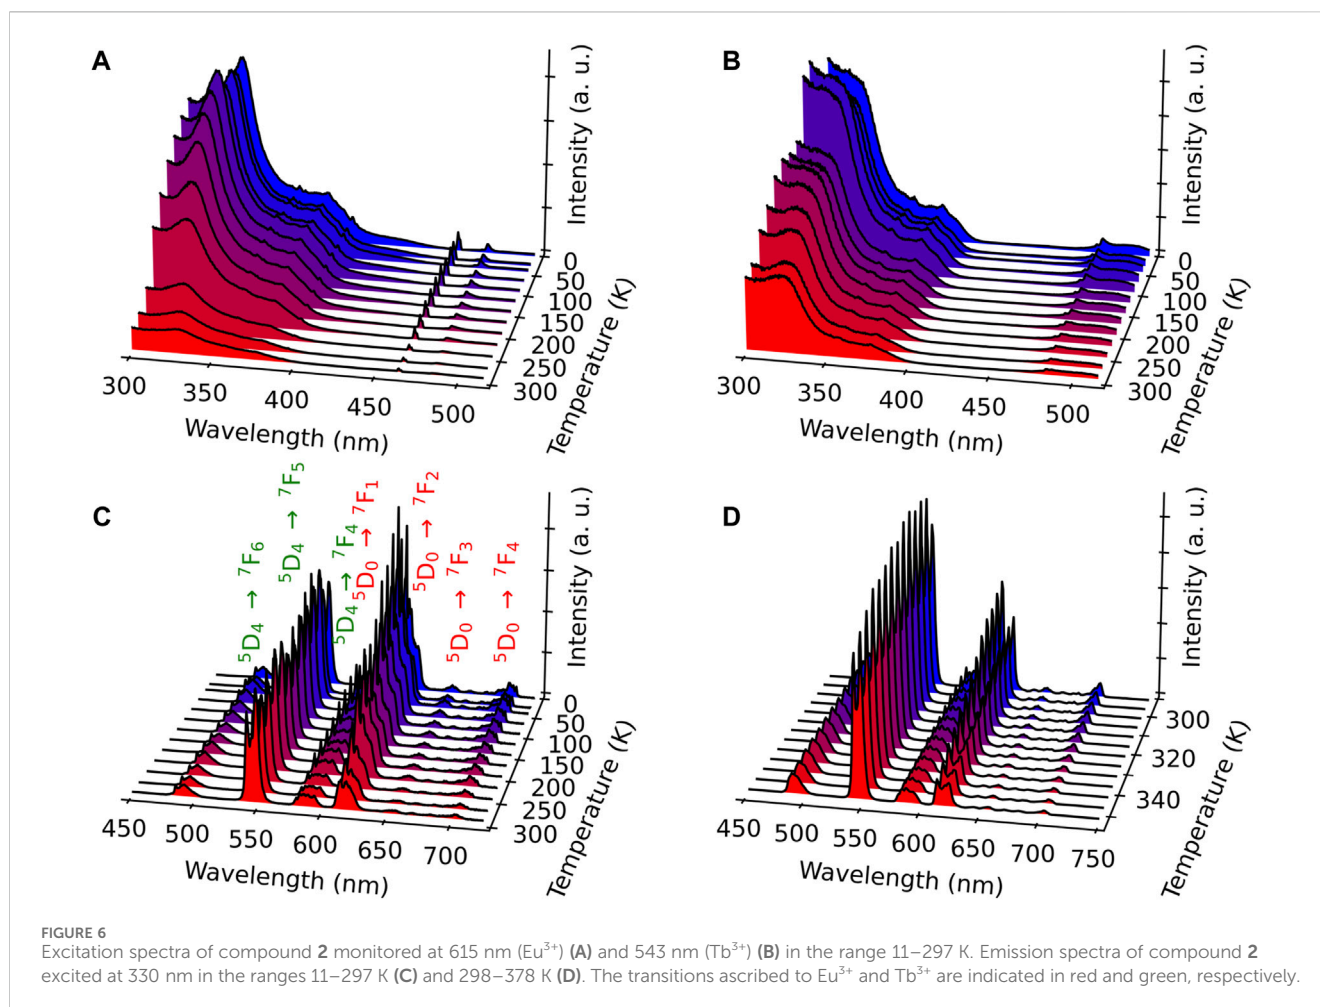 A
Intensity (a. u.)
0
50
100
150
200
250
300
Temperature (K)
300 350 400 450 500
Wavelength (nm)
B
Intensity (a. u.)
0
50
100
150
200
250
300
Temperature (K)
300 350 400 450 500
Wavelength (nm)
C
⁵D₄ → ⁷F₆
⁵D₄ → ⁷F₅
⁵D₄ → ⁷F₄
⁵D₀ → ⁷F₁
⁵D₀ → ⁷F₂
⁵D₀ → ⁷F₃
⁵D₀ → ⁷F₄
Intensity (a. u.)
0
50
100
150
200
250
300
Temperature (K)
450 500 550 600 650 700
Wavelength (nm)
D
Intensity (a. u.)
300
320
340
Temperature (K)
450 500 550 600 650 700 750
Wavelength (nm)
FIGURE 6
Excitation spectra of compound 2 monitored at 615 nm (Eu³⁺) (A) and 543 nm (Tb³⁺) (B) in the range 11–297 K. Emission spectra of compound 2
excited at 330 nm in the ranges 11–297 K (C) and 298–378 K (D). The transitions ascribed to Eu³⁺ and Tb³⁺ are indicated in red and green, respectively.